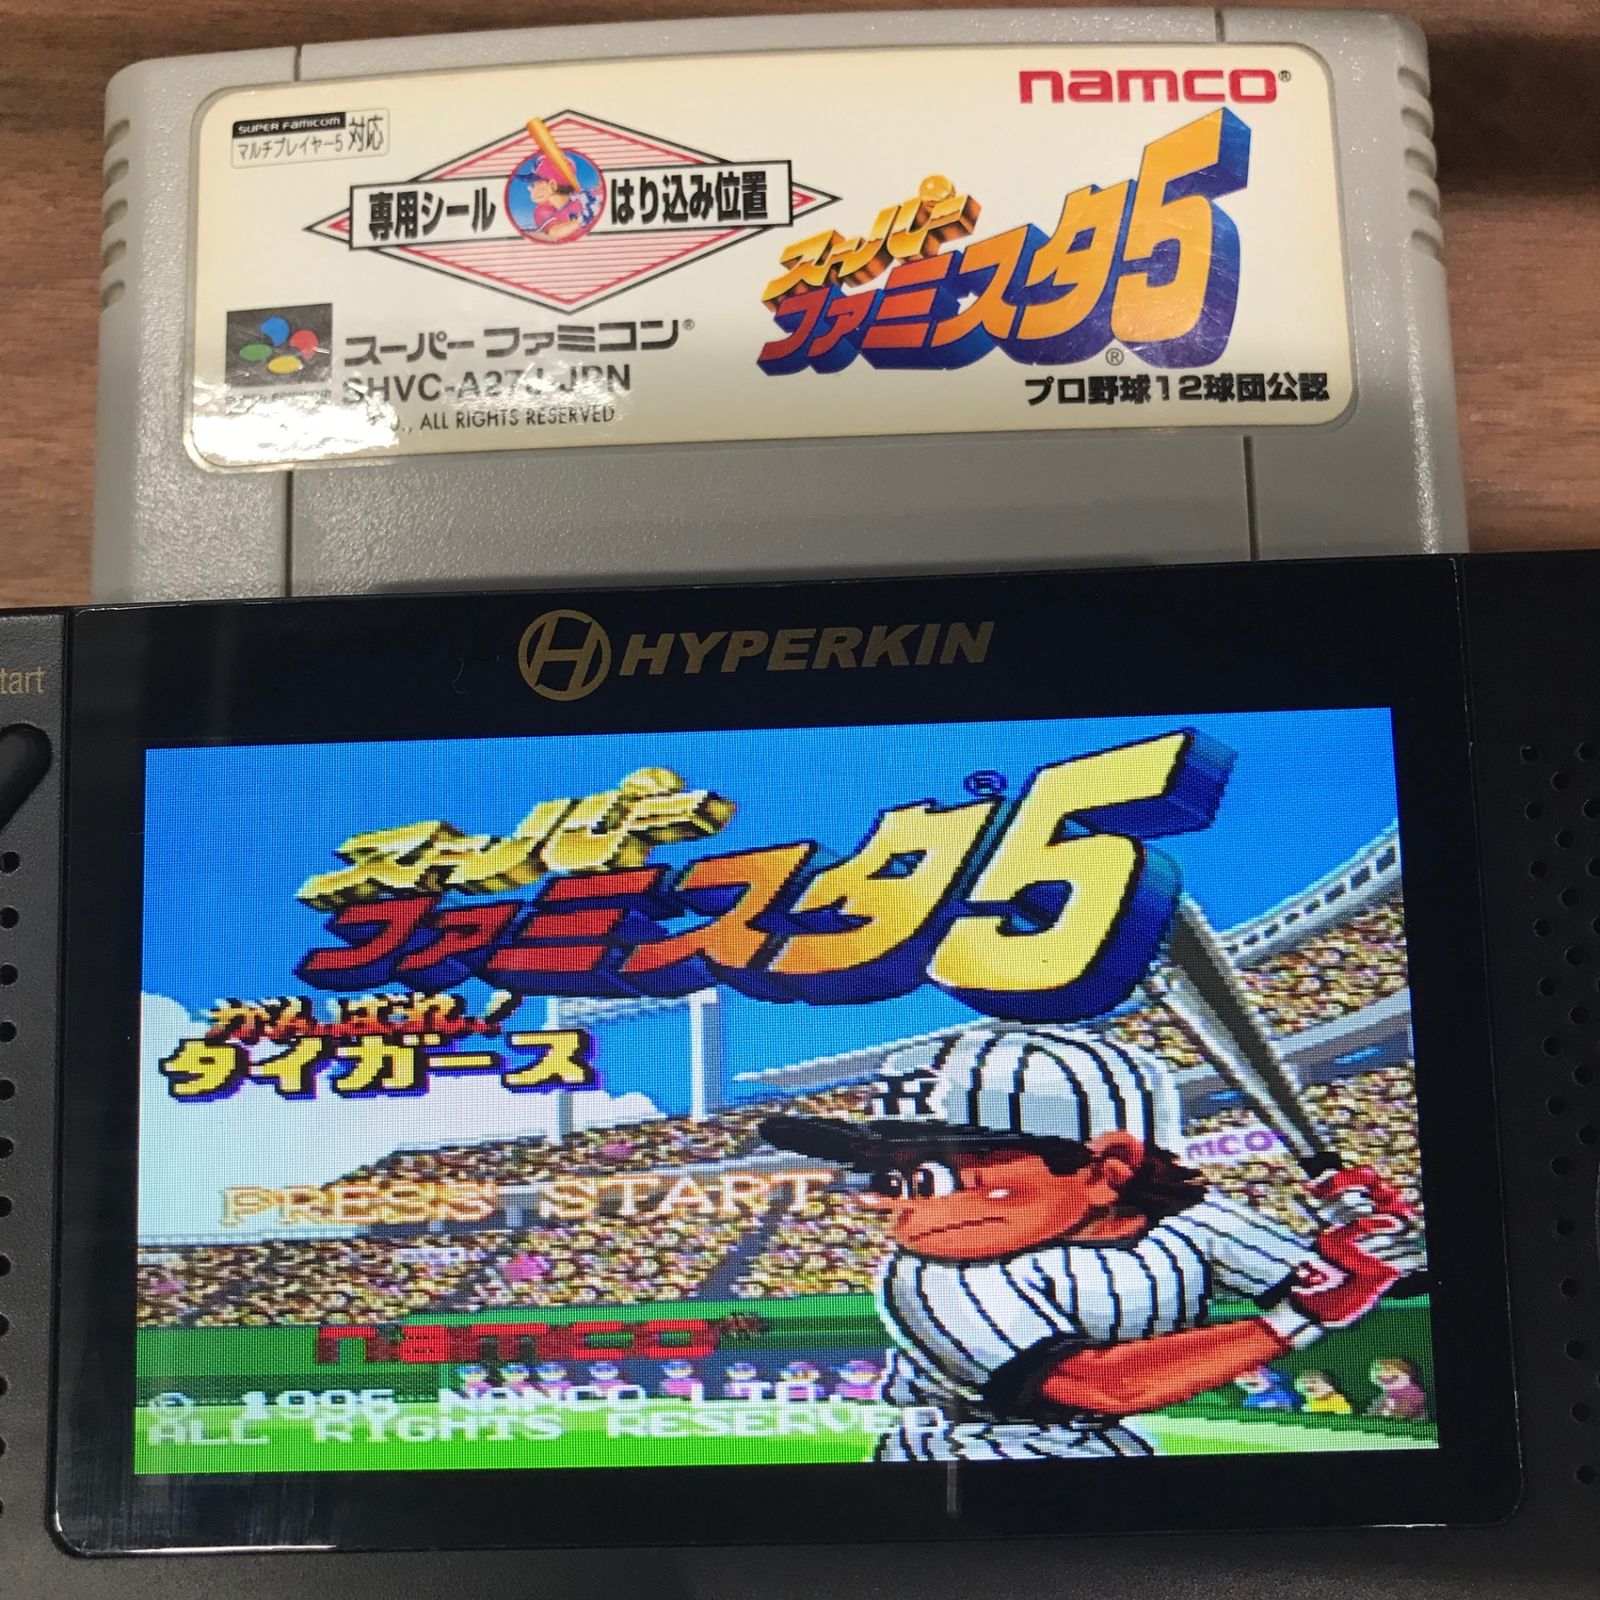 namco®
SUPER FAMICOM
マルチプレイヤー5 対応
専用シール はり込み位置
スーパー
ファミスタ5
®
スーパーファミコン®
プロ野球12球団公認
ALL RIGHTS RESERVED
HYPERKIN
tart
スーパー
ファミスタ5
®
がんばれ!
タイガース
PRESS START
namco
NAMCO LTD.,
ALL RIGHTS RESERVED